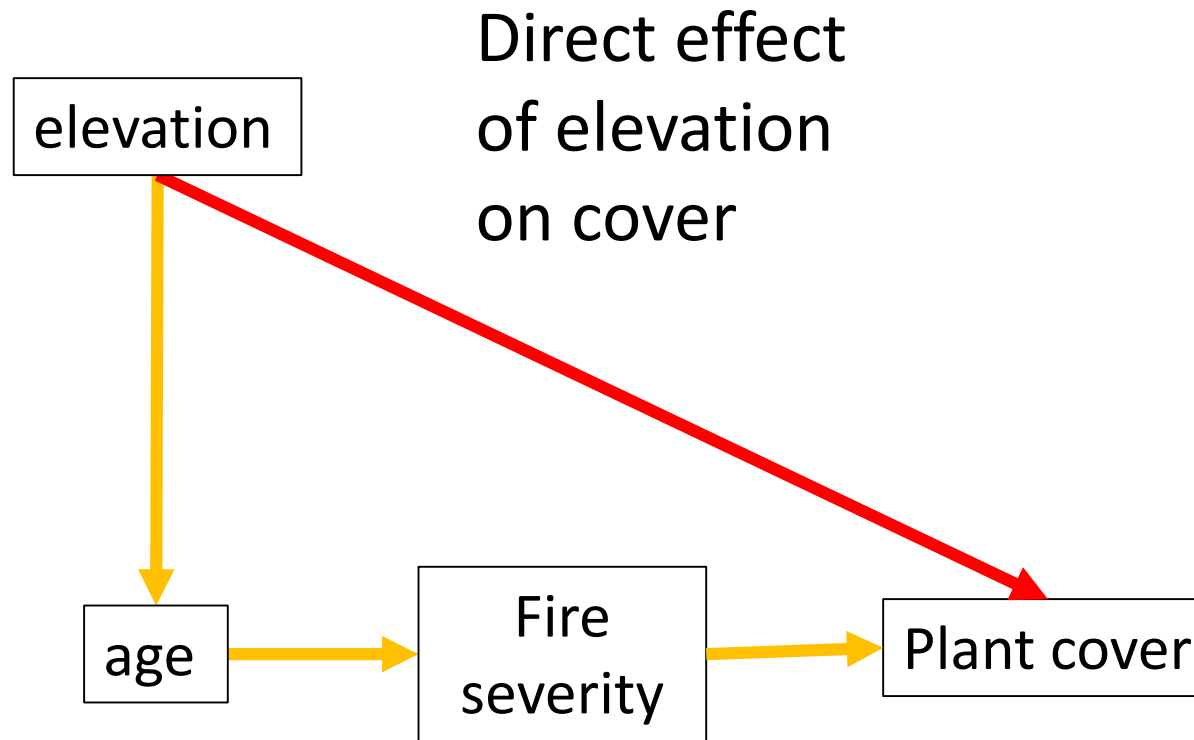 Direct effect
of elevation
on cover
elevation
age
Fire
severity
Plant cover